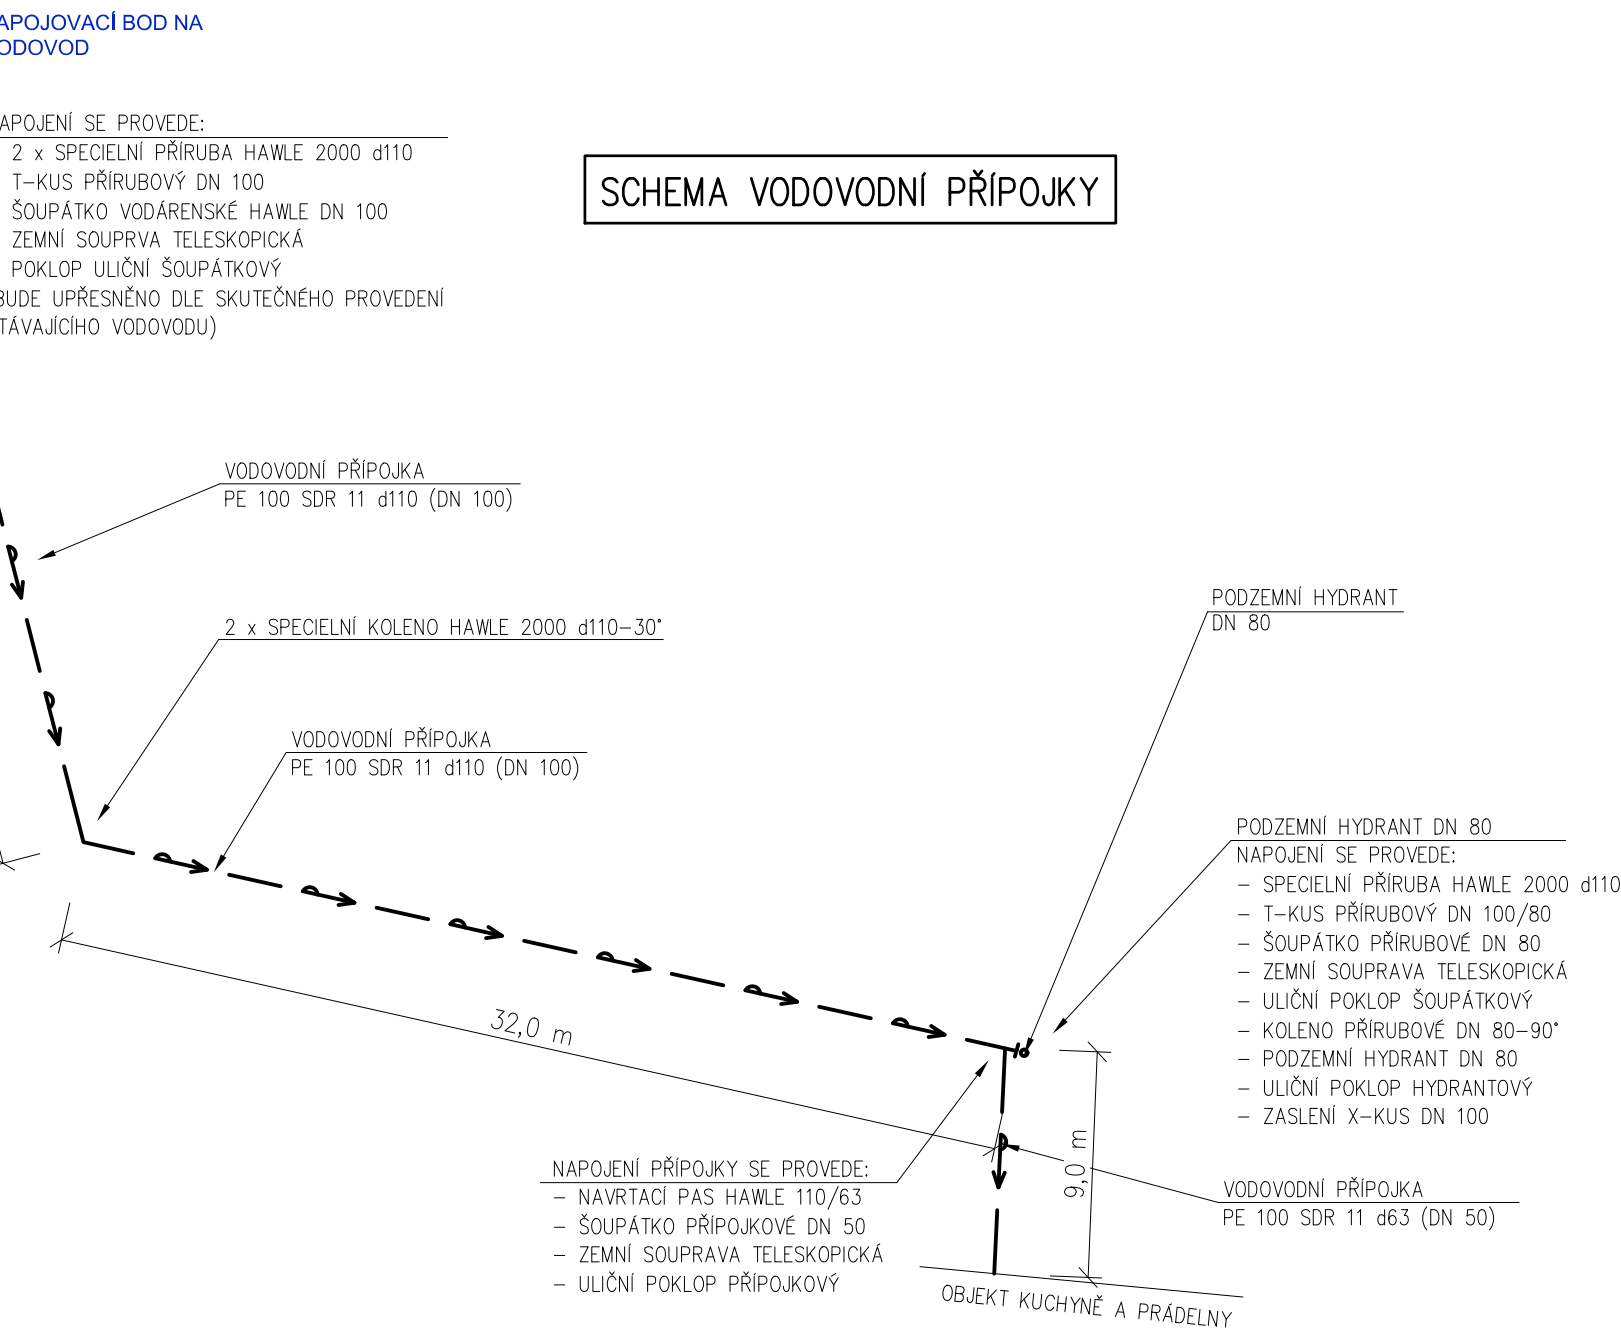 APOJOVACÍ BOD NA
ODOVOD
APOJENÍ SE PROVEDE:
2 x SPECIELNÍ PŘÍRUBA HAWLE 2000 d110
T-KUS PŘÍRUBOVÝ DN 100
ŠOUPÁTKO VODÁRENSKÉ HAWLE DN 100
ZEMNÍ SOUPRVA TELESKOPICKÁ
POKLOP ULIČNÍ ŠOUPÁTKOVÝ
BUDE UPŘESNĚNO DLE SKUTEČNÉHO PROVEDENÍ
TÁVAJÍCÍHO VODOVODU)
SCHEMA VODOVODNÍ PŘÍPOJKY
VODOVODNÍ PŘÍPOJKA
PE 100 SDR 11 d110 (DN 100)
2 x SPECIELNÍ KOLENO HAWLE 2000 d110-30°
VODOVODNÍ PŘÍPOJKA
PE 100 SDR 11 d110 (DN 100)
PODZEMNÍ HYDRANT
DN 80
PODZEMNÍ HYDRANT DN 80
NAPOJENÍ SE PROVEDE:
- SPECIELNÍ PŘÍRUBA HAWLE 2000 d110
- T-KUS PŘÍRUBOVÝ DN 100/80
- ŠOUPÁTKO PŘÍRUBOVÉ DN 80
- ZEMNÍ SOUPRAVA TELESKOPICKÁ
- ULIČNÍ POKLOP ŠOUPÁTKOVÝ
- KOLENO PŘÍRUBOVÉ DN 80-90°
- PODZEMNÍ HYDRANT DN 80
- ULIČNÍ POKLOP HYDRANTOVÝ
- ZASLENÍ X-KUS DN 100
32,0 m
9,0 m
NAPOJENÍ PŘÍPOJKY SE PROVEDE:
- NAVRTACÍ PAS HAWLE 110/63
- ŠOUPÁTKO PŘÍPOJKOVÉ DN 50
- ZEMNÍ SOUPRAVA TELESKOPICKÁ
- ULIČNÍ POKLOP PŘÍPOJKOVÝ
VODOVODNÍ PŘÍPOJKA
PE 100 SDR 11 d63 (DN 50)
OBJEKT KUCHYNĚ A PRÁDELNY